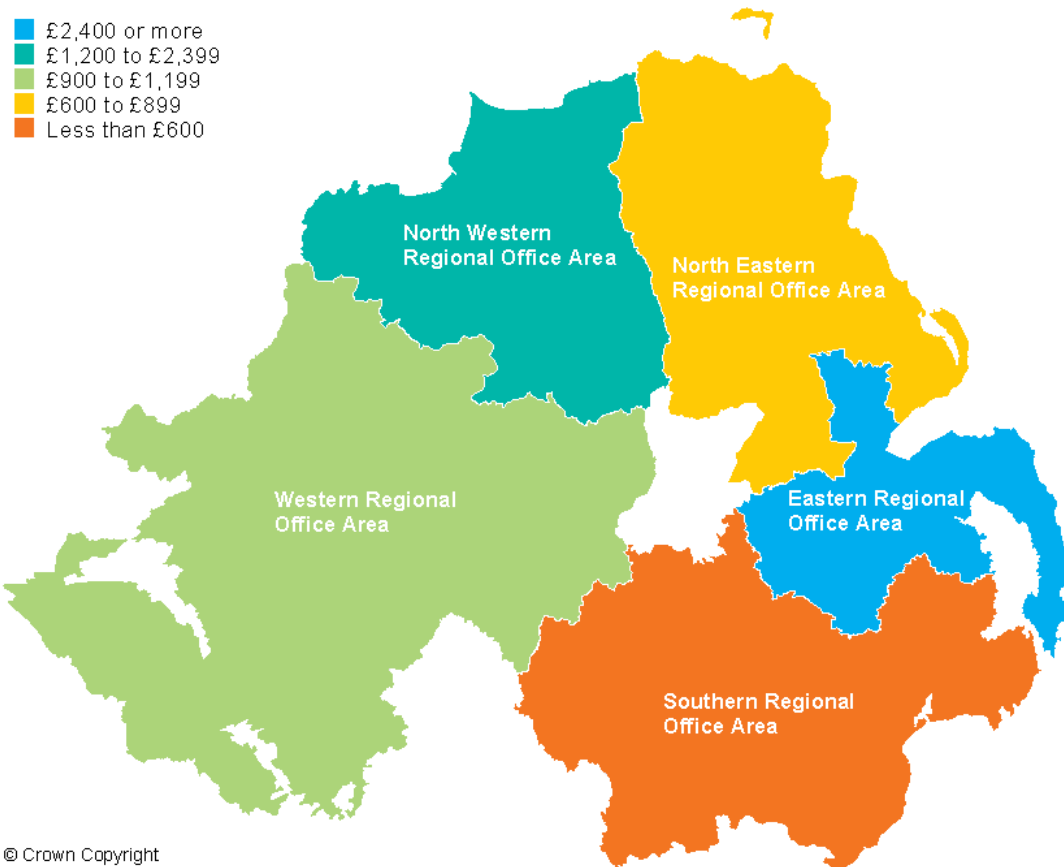 £2,400 or more
£1,200 to £2,399
£900 to £1,199
£600 to £899
Less than £600
North Western
Regional Office Area
North Eastern
Regional Office Area
Western Regional
Office Area
Eastern Regional
Office Area
Southern Regional
Office Area
© Crown Copyright